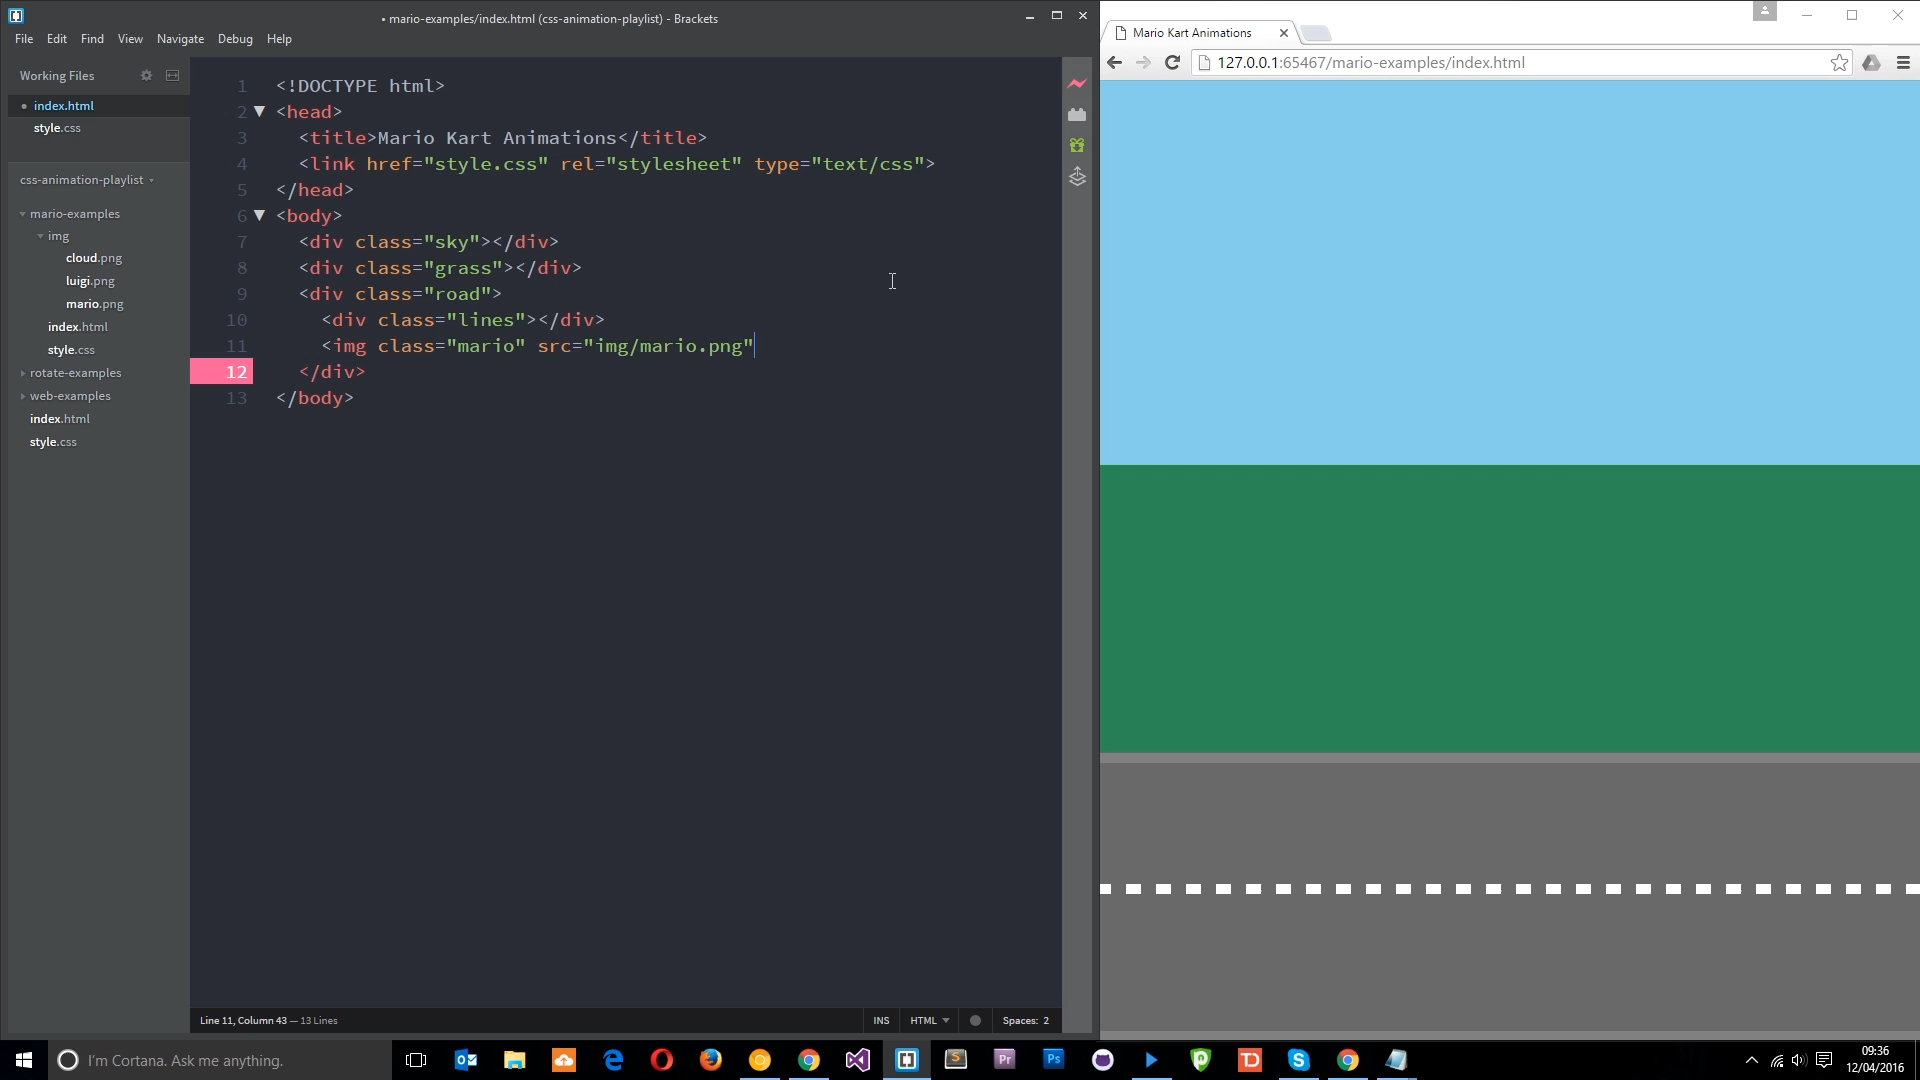 • mario-examples/index.html (css-animation-playlist) - Brackets
File Edit Find View Navigate Debug Help
Working Files
• index.html
style.css
css-animation-playlist
mario-examples
img
cloud.png
luigi.png
mario.png
index.html
style.css
rotate-examples
web-examples
index.html
style.css
1 <!DOCTYPE html>
2 <head>
3 <title>Mario Kart Animations</title>
4 <link href="style.css" rel="stylesheet" type="text/css">
5 </head>
6 <body>
7 <div class="sky"></div>
8 <div class="grass"></div>
9 <div class="road">
10 <div class="lines"></div>
11 <img class="mario" src="img/mario.png"
12 </div>
13 </body>
Line 11, Column 43 — 13 Lines
INS HTML Spaces: 2
Mario Kart Animations
127.0.0.1:65467/mario-examples/index.html
I'm Cortana. Ask me anything.
S Pr Ps TD
09:36
12/04/2016